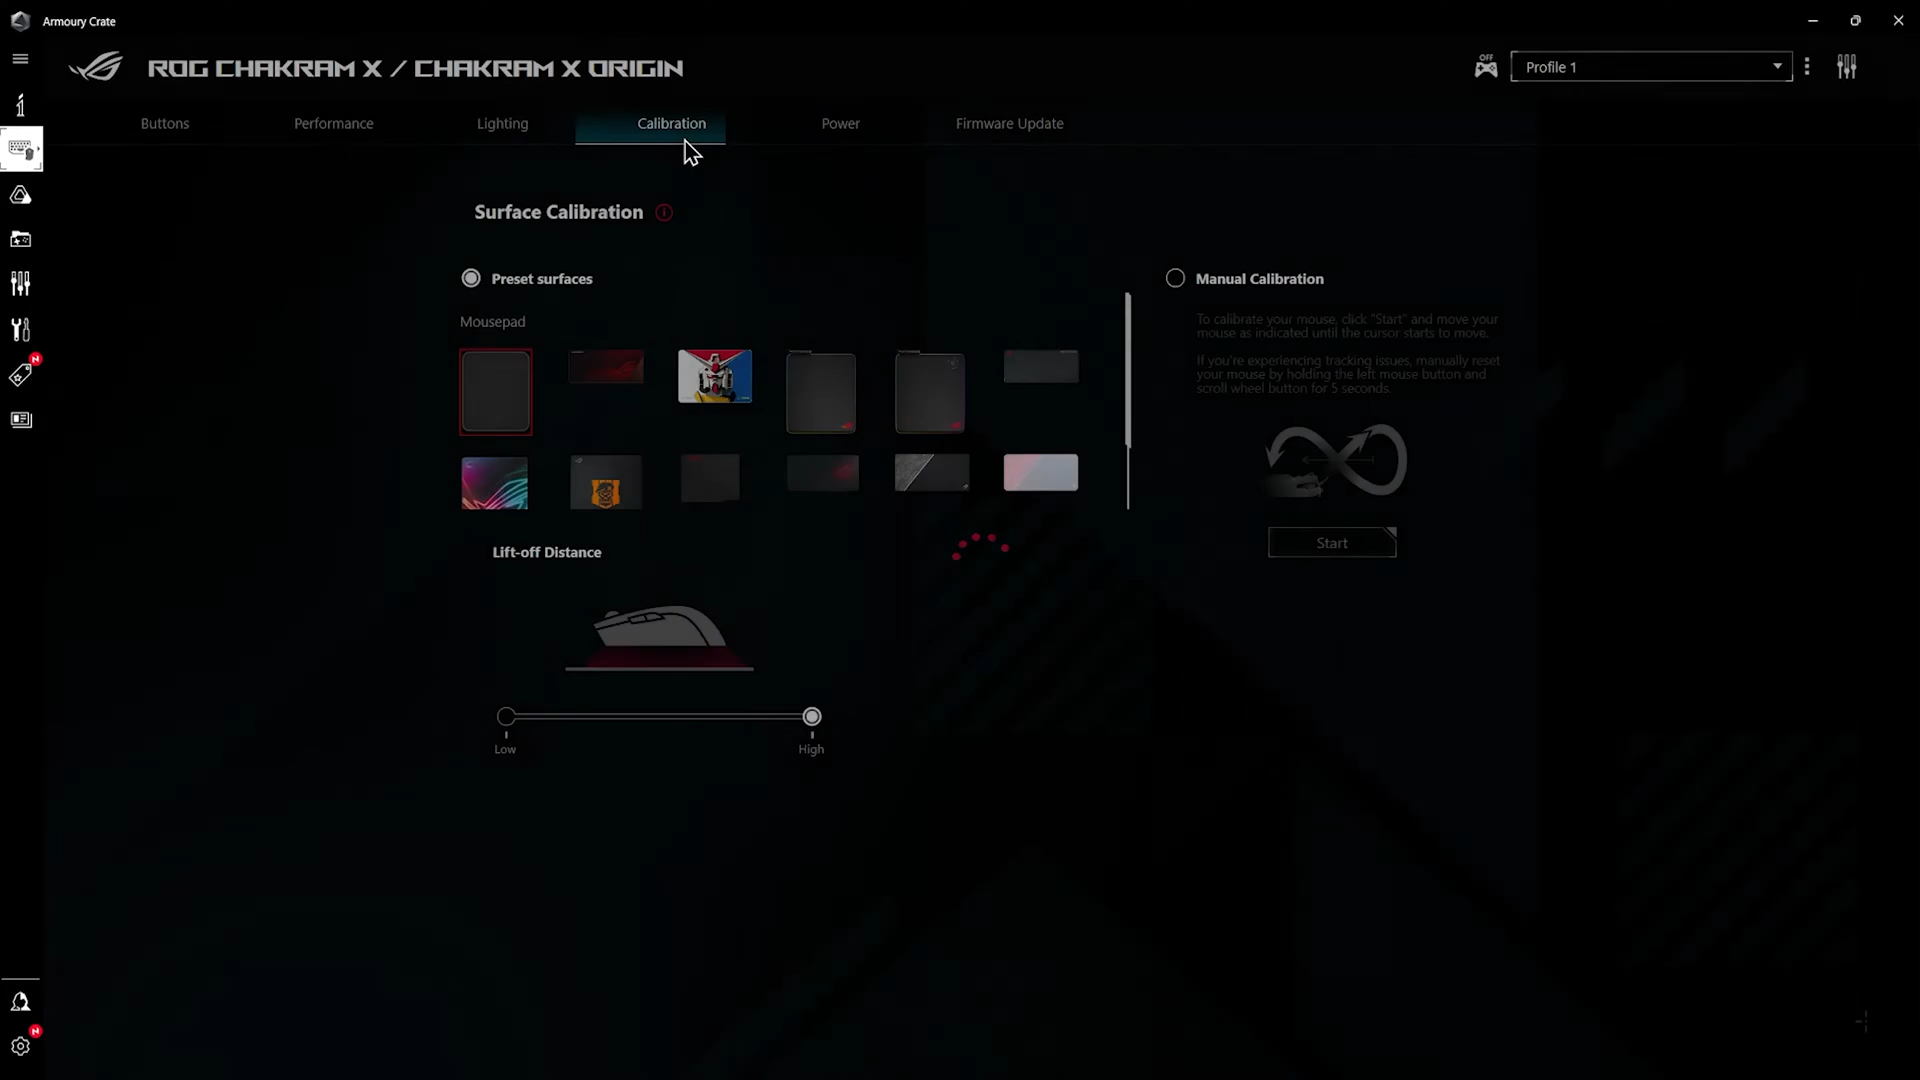 Armoury Crate
ROG CHAKRAM X / CHAKRAM X ORIGIN
OFF
Profile 1
Buttons
Performance
Lighting
Calibration
Power
Firmware Update
Surface Calibration
Preset surfaces
Mousepad
Manual Calibration
To calibrate your mouse, click "Start" and move your
mouse as indicated until the cursor starts to move.
If you're experiencing tracking issues, manually reset
your mouse by holding the left mouse button and
scroll wheel button for 5 seconds.
Start
Lift-off Distance
Low
High
N
N